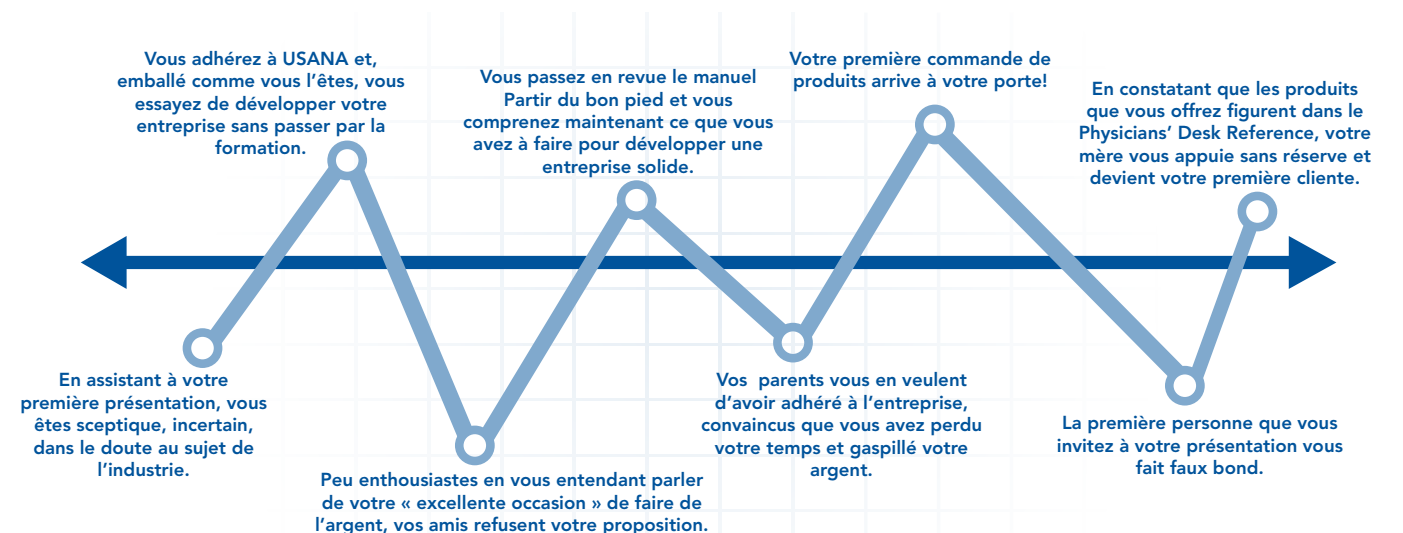 Vous adhérez à USANA et,
emballé comme vous l’êtes, vous
essayez de développer votre
entreprise sans passer par la
formation.
Vous passez en revue le manuel
Partir du bon pied et vous
comprenez maintenant ce que vous
avez à faire pour développer une
entreprise solide.
Votre première commande de
produits arrive à votre porte!
En constatant que les produits
que vous offrez figurent dans le
Physicians’ Desk Reference, votre
mère vous appuie sans réserve et
devient votre première cliente.
En assistant à votre
première présentation, vous
êtes sceptique, incertain,
dans le doute au sujet de
l’industrie.
Peu enthousiastes en vous entendant parler
de votre « excellente occasion » de faire de
l’argent, vos amis refusent votre proposition.
Vos parents vous en veulent
d’avoir adhéré à l’entreprise,
convaincus que vous avez perdu
votre temps et gaspillé votre
argent.
La première personne que vous
invitez à votre présentation vous
fait faux bond.